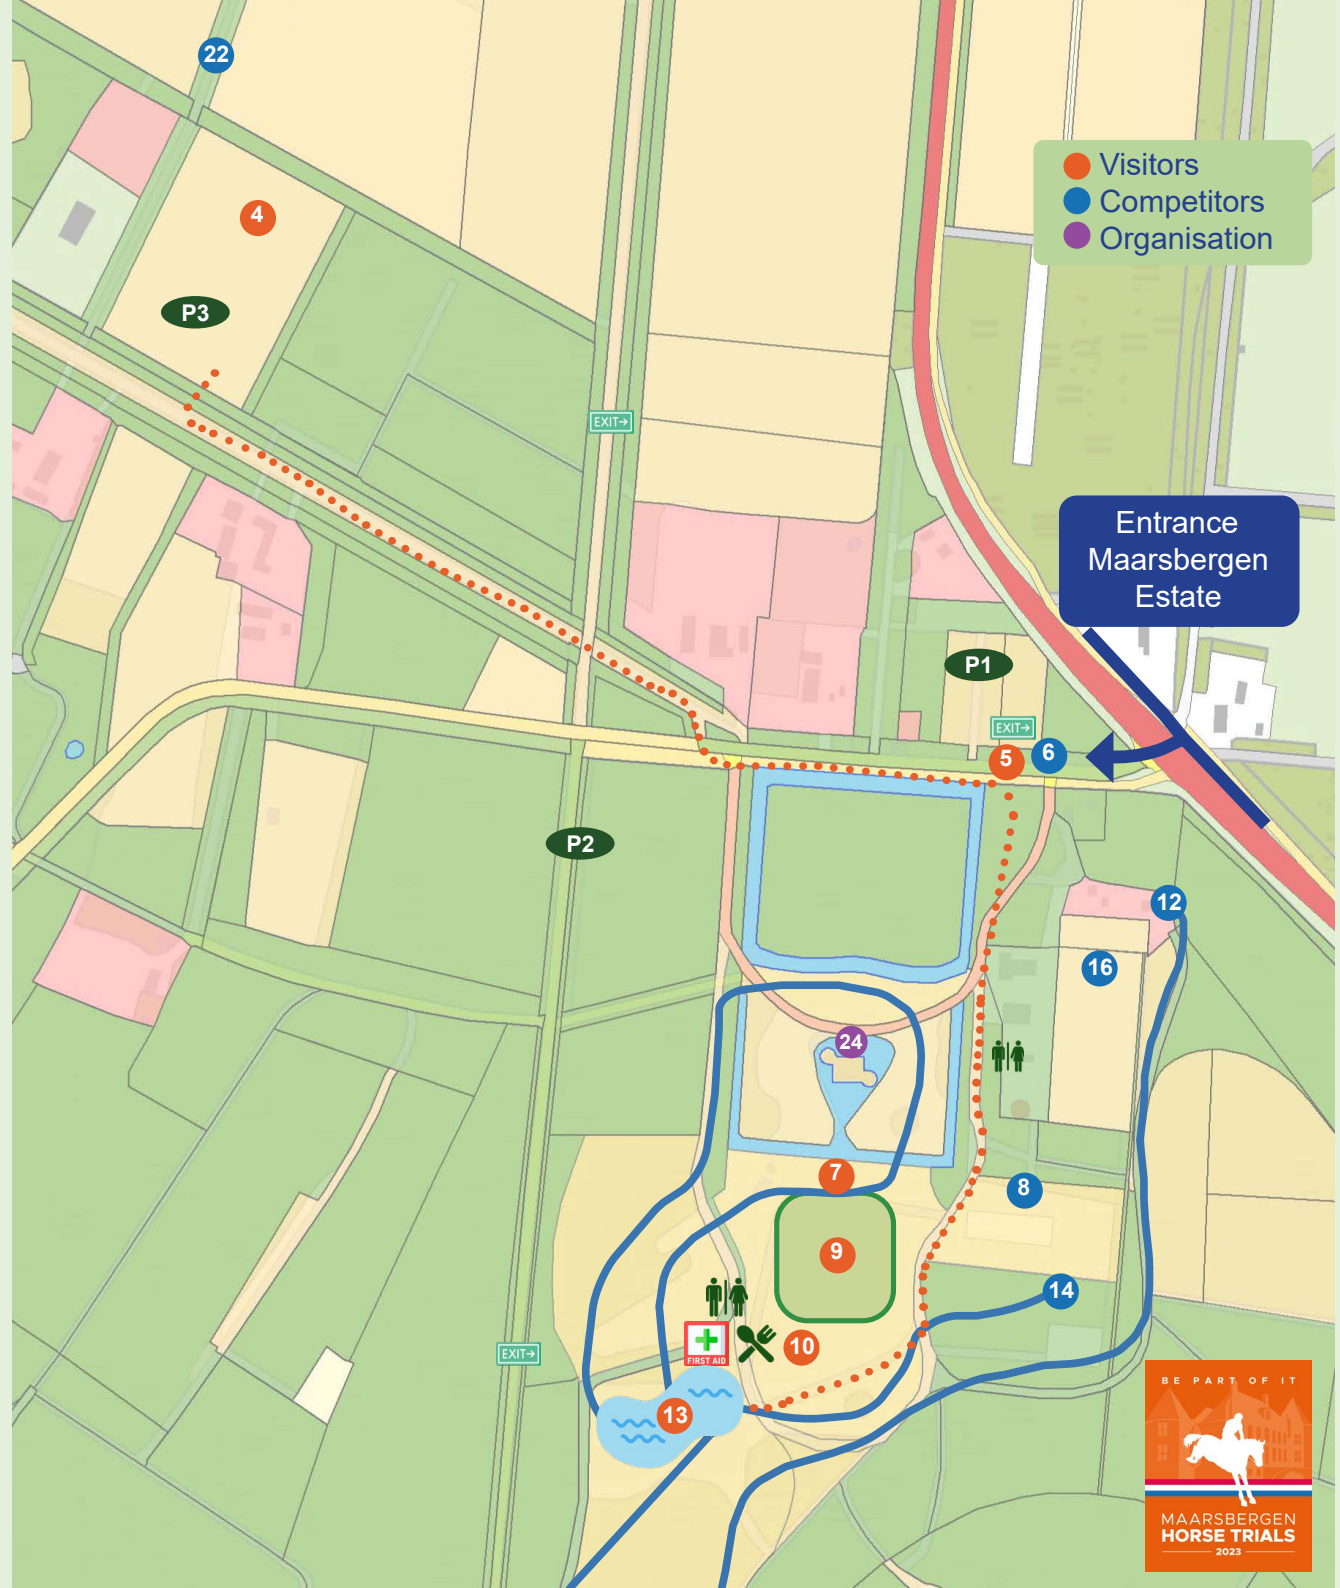 22
Visitors
Competitors
Organisation
4
P3
EXIT→
Entrance
Maarsbergen
Estate
P1
EXIT→
5
6
P2
12
16
24
7
8
9
14
10
FIRST AID
EXIT→
13
BE PART OF IT
MAARSBERGEN
HORSE TRIALS
2023